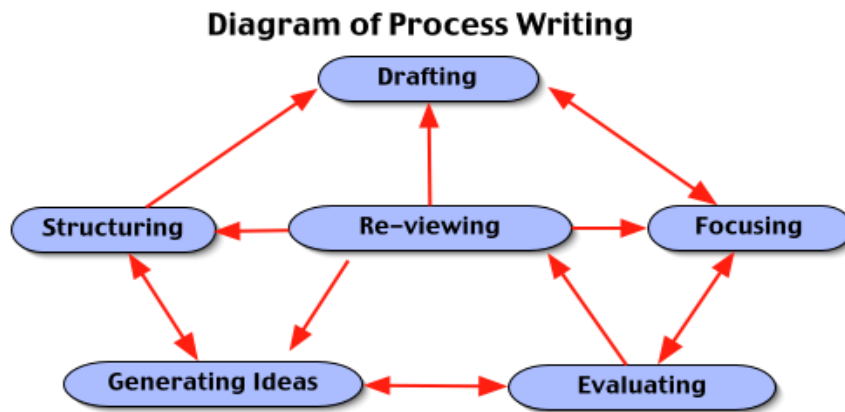 Diagram of Process Writing
Drafting
Structuring
Re-viewing
Focusing
Generating Ideas
Evaluating